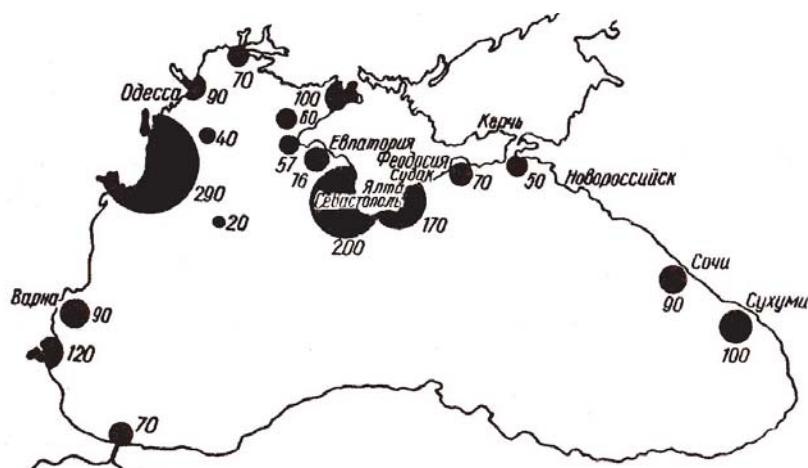 70
Одесса
90
100
60
40
Керчь
Евпатория
57
76
Феодосия
Судак
70
50
Новороссийск
Ялта
Севастополь
290
20
200
170
Сочи
90
Сухуми
100
Варна
90
120
70